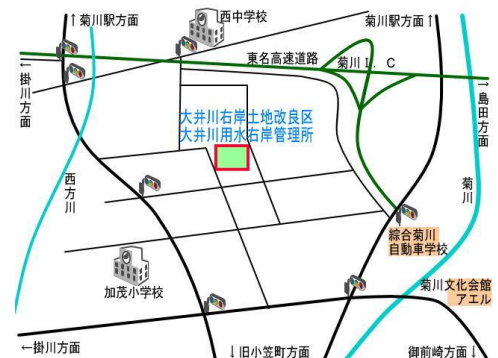 ↑菊川駅方面
西中学校
菊川駅方面↑
東名高速道路
菊川I.C
←掛川方面
→島田方面
大井川右岸土地改良区
大井川用水右岸管理所
西方川
菊川
綜合菊川
自動車学校
加茂小学校
菊川文化会館
アエル
←掛川方面
↓旧小笠町方面
御前崎方面↓